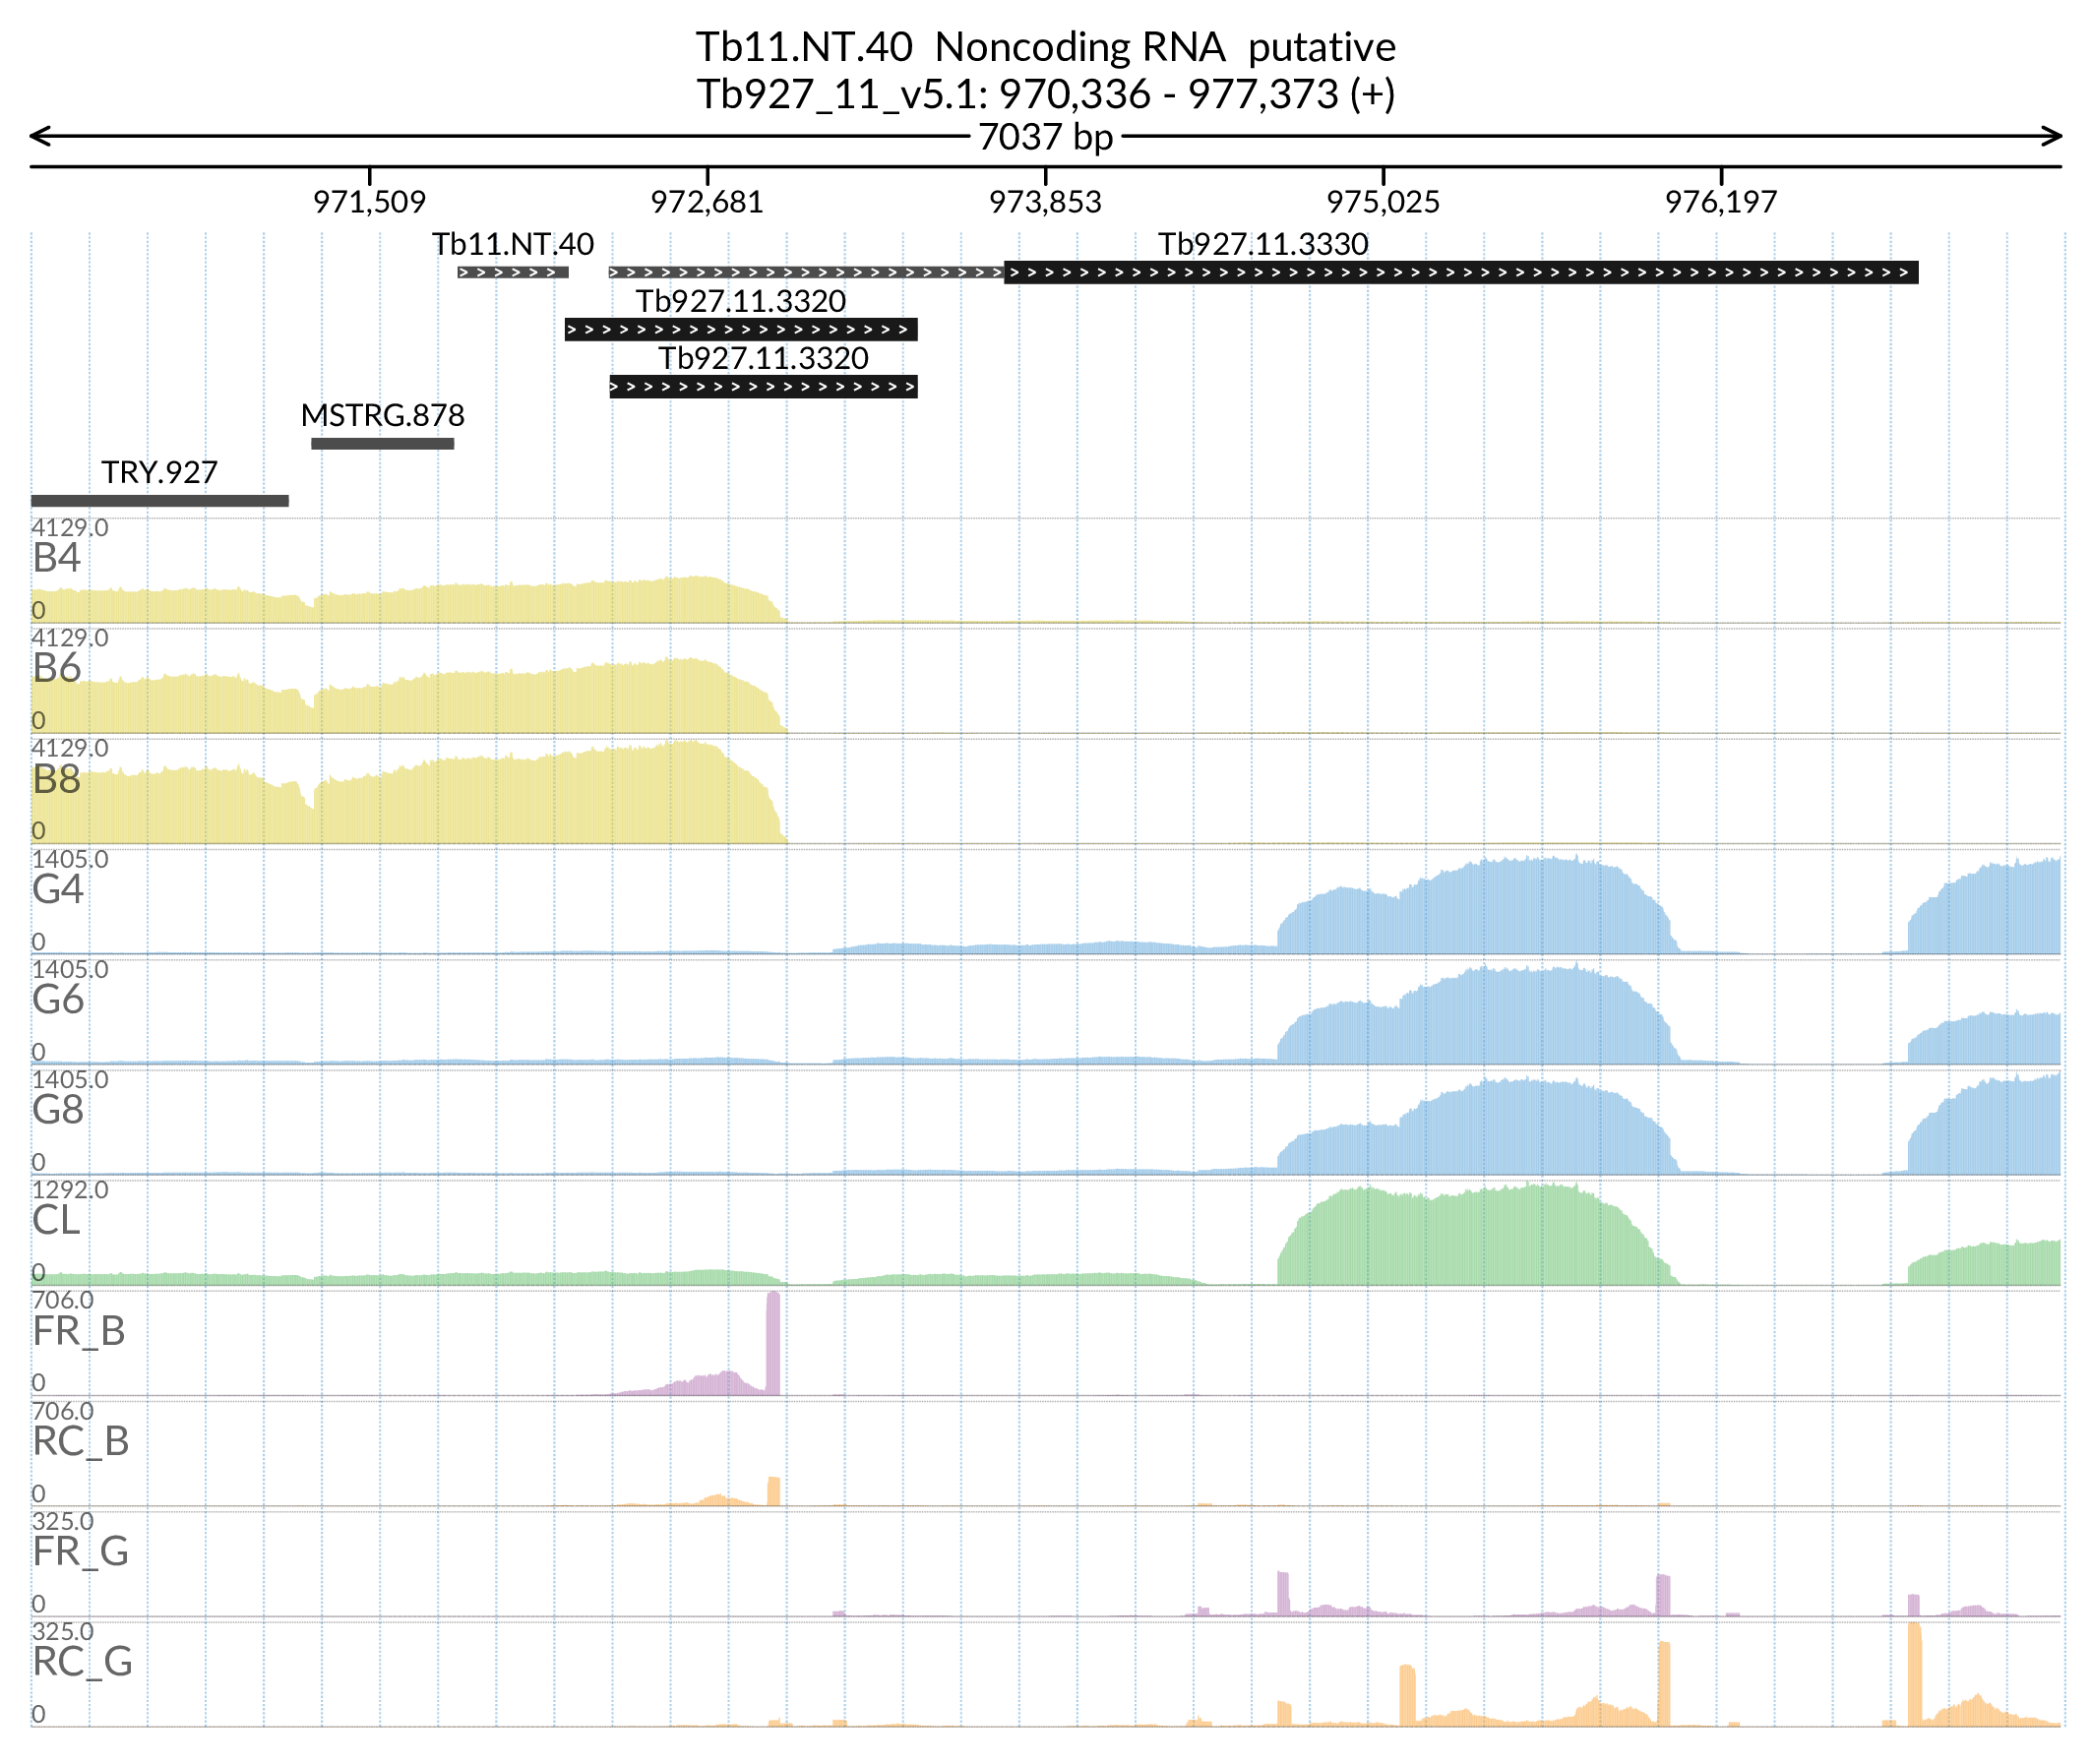 Tb11.NT.40  Noncoding RNA  putative
Tb927_11_v5.1: 970,336 - 977,373 (+)
7037 bp
971,509 972,681 973,853 975,025 976,197
Tb11.NT.40 Tb927.11.3330
Tb927.11.3320
Tb927.11.3320
MSTRG.878
TRY.927
4129.0
B4
0
4129.0
B6
0
4129.0
B8
0
1405.0
G4
0
1405.0
G6
0
1405.0
G8
0
1292.0
CL
0
706.0
FR_B
0
706.0
RC_B
0
325.0
FR_G
0
325.0
RC_G
0